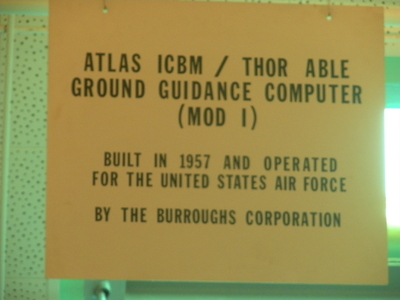 ATLAS ICBM / THOR ABLE
GROUND GUIDANCE COMPUTER
(MOD I)
BUILT IN 1957 AND OPERATED
FOR THE UNITED STATES AIR FORCE
BY THE BURROUGHS CORPORATION